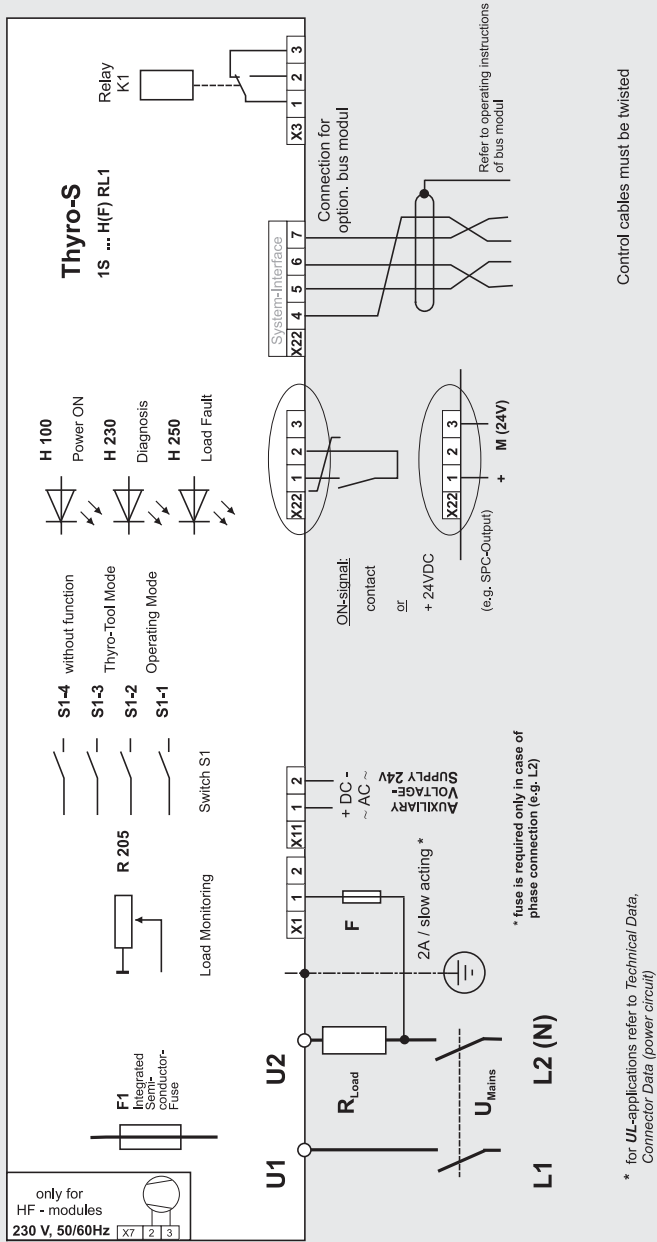 only for
HF - modules
230 V, 50/60Hz
X7 2 3
F1
Integrated
Semi-
conductor-
Fuse
R 205
Load Monitoring
S1-4 without function
S1-3 Thyro-Tool Mode
S1-2
S1-1 Operating Mode
Switch S1
H 100
Power ON
H 230
Diagnosis
H 250
Load Fault
Thyro-S
1S ... H(F) RL1
Relay
K1
U1
U2
X1 1 2
X11 1 2
X22 1 2 3
System-Interface
X22 4 5 6 7
X3 1 2 3
RLoad
F
2A / slow acting *
+ DC -
~ AC ~
AUXILIARY
VOLTAGE-
SUPPLY 24V
ON-signal:
contact
or
+ 24VDC
(e.g. SPC-Output)
X22 1 2 3
+ M (24V)
Connection for
option. bus modul
Refer to operating instructions
of bus modul
UMains
L1
L2 (N)
* fuse is required only in case of
phase connection (e.g. L2)
Control cables must be twisted
* for UL-applications refer to Technical Data,
Connector Data (power circuit)